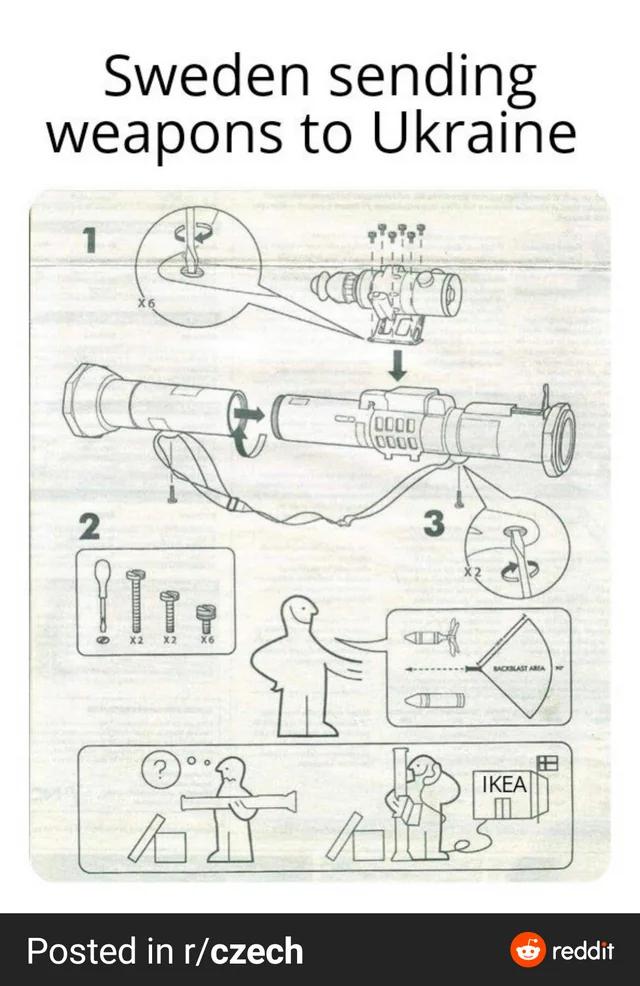 Sweden sending
weapons to Ukraine
1
x6
2
3
x2
x2 x2 x6
BACKBLAST AREA
?
IKEA
Posted in r/czech
reddit